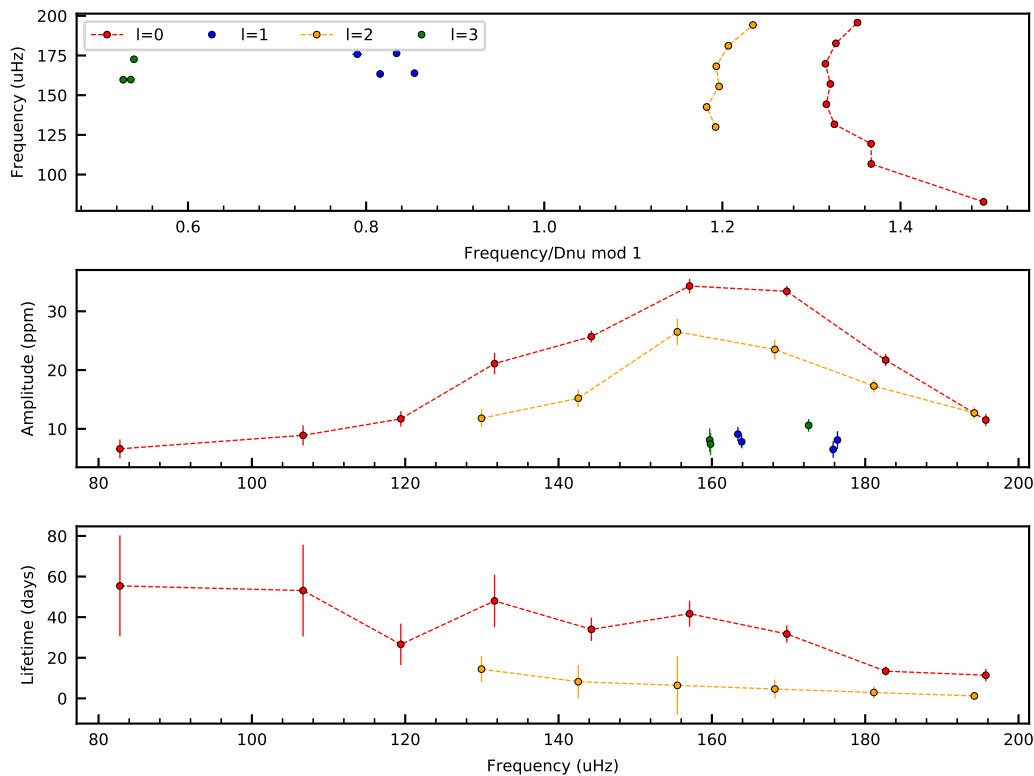 200
l=0 l=1 l=2 l=3
175
150
125
100
Frequency (uHz)
0.6 0.8 1.0 1.2 1.4
Frequency/Dnu mod 1
30
20
10
Amplitude (ppm)
80 100 120 140 160 180 200
80
60
40
20
0
Lifetime (days)
80 100 120 140 160 180 200
Frequency (uHz)